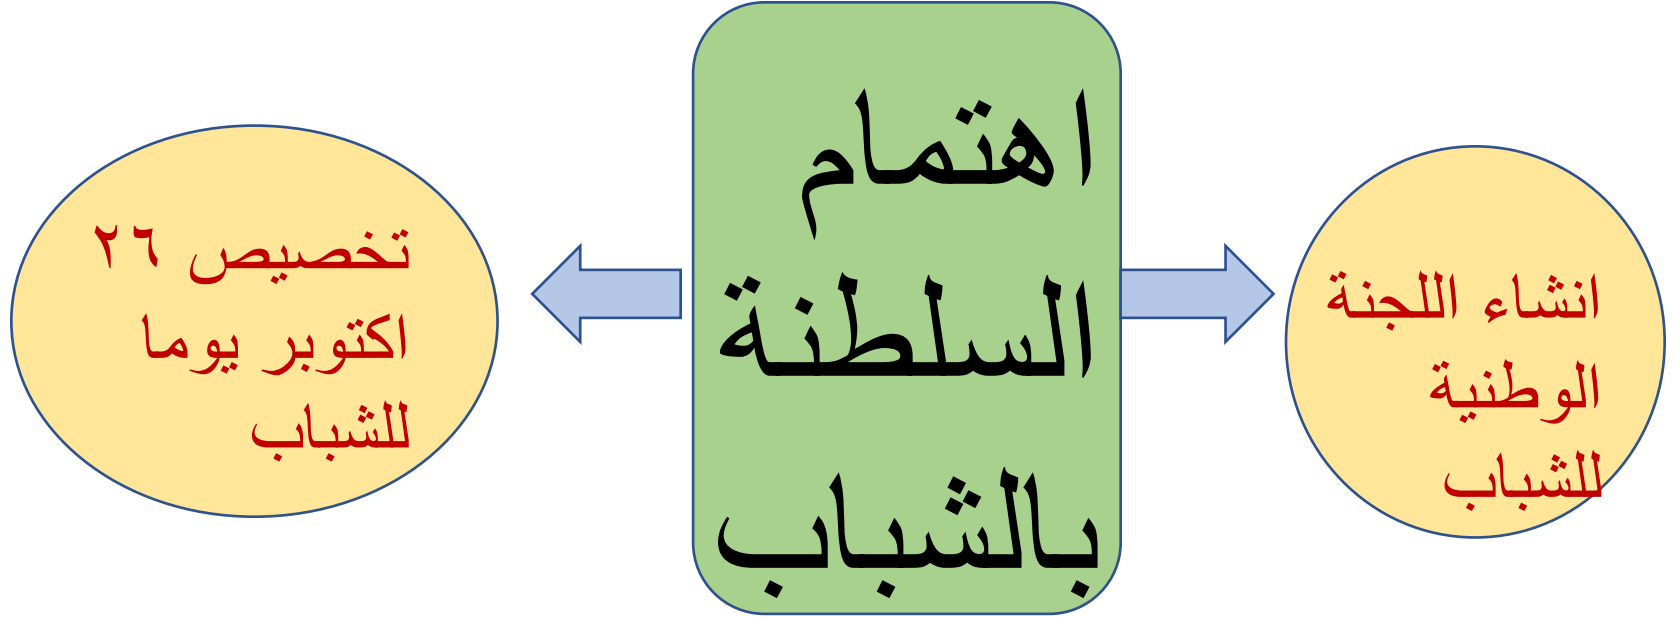 اهتمام
السلطنة
بالشباب
انشاء اللجنة
الوطنية
للشباب
تخصيص ٢٦
اكتوبر يوما
للشباب